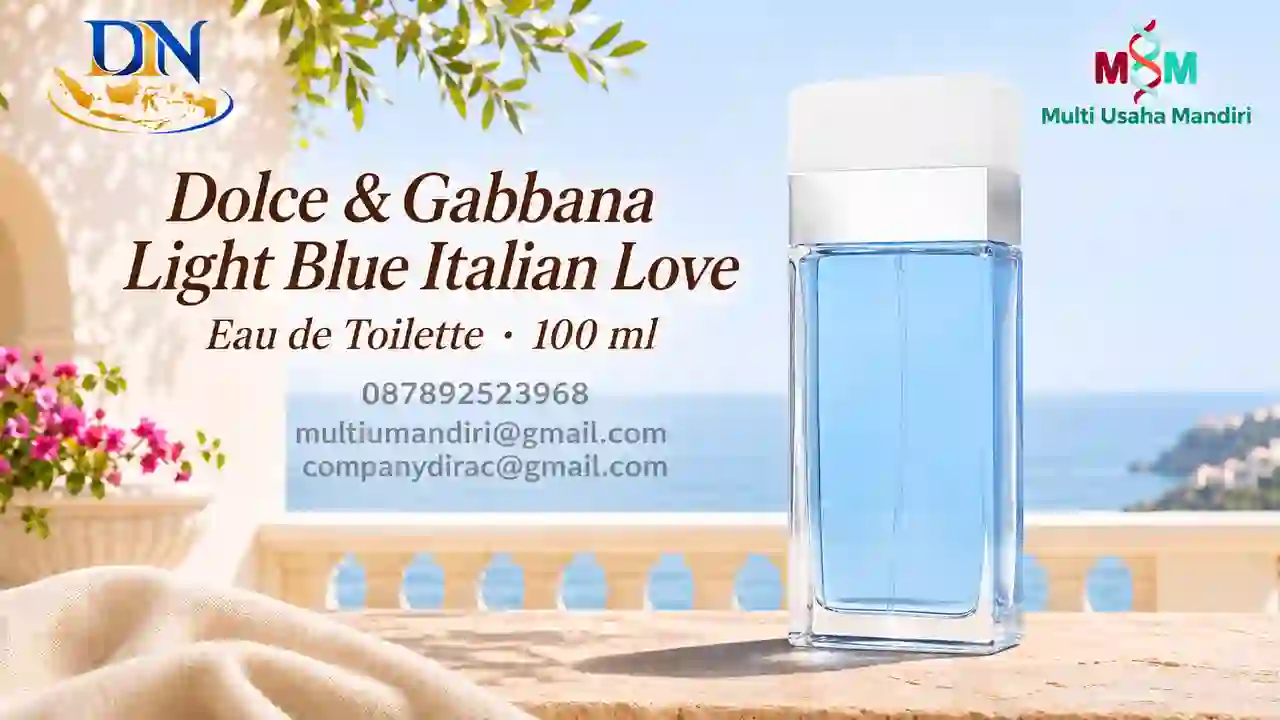 DN
MSM
Multi Usaha Mandiri
Dolce & Gabbana
Light Blue Italian Love
Eau de Toilette • 100 ml
087892523968
multiumandiri@gmail.com
companydirac@gmail.com